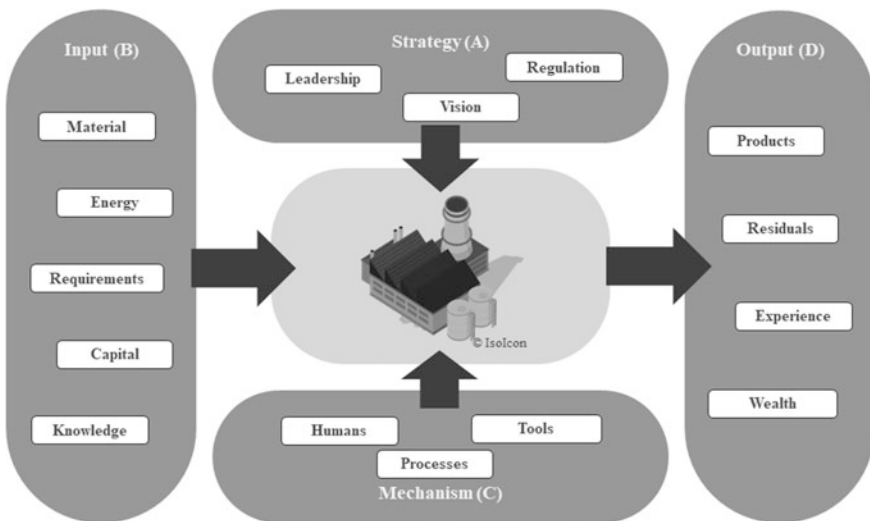 Input (B)
Material
Energy
Requirements
Capital
Knowledge
Strategy (A)
Leadership
Regulation
Vision
© IsoIcon
Humans
Tools
Processes
Mechanism (C)
Output (D)
Products
Residuals
Experience
Wealth